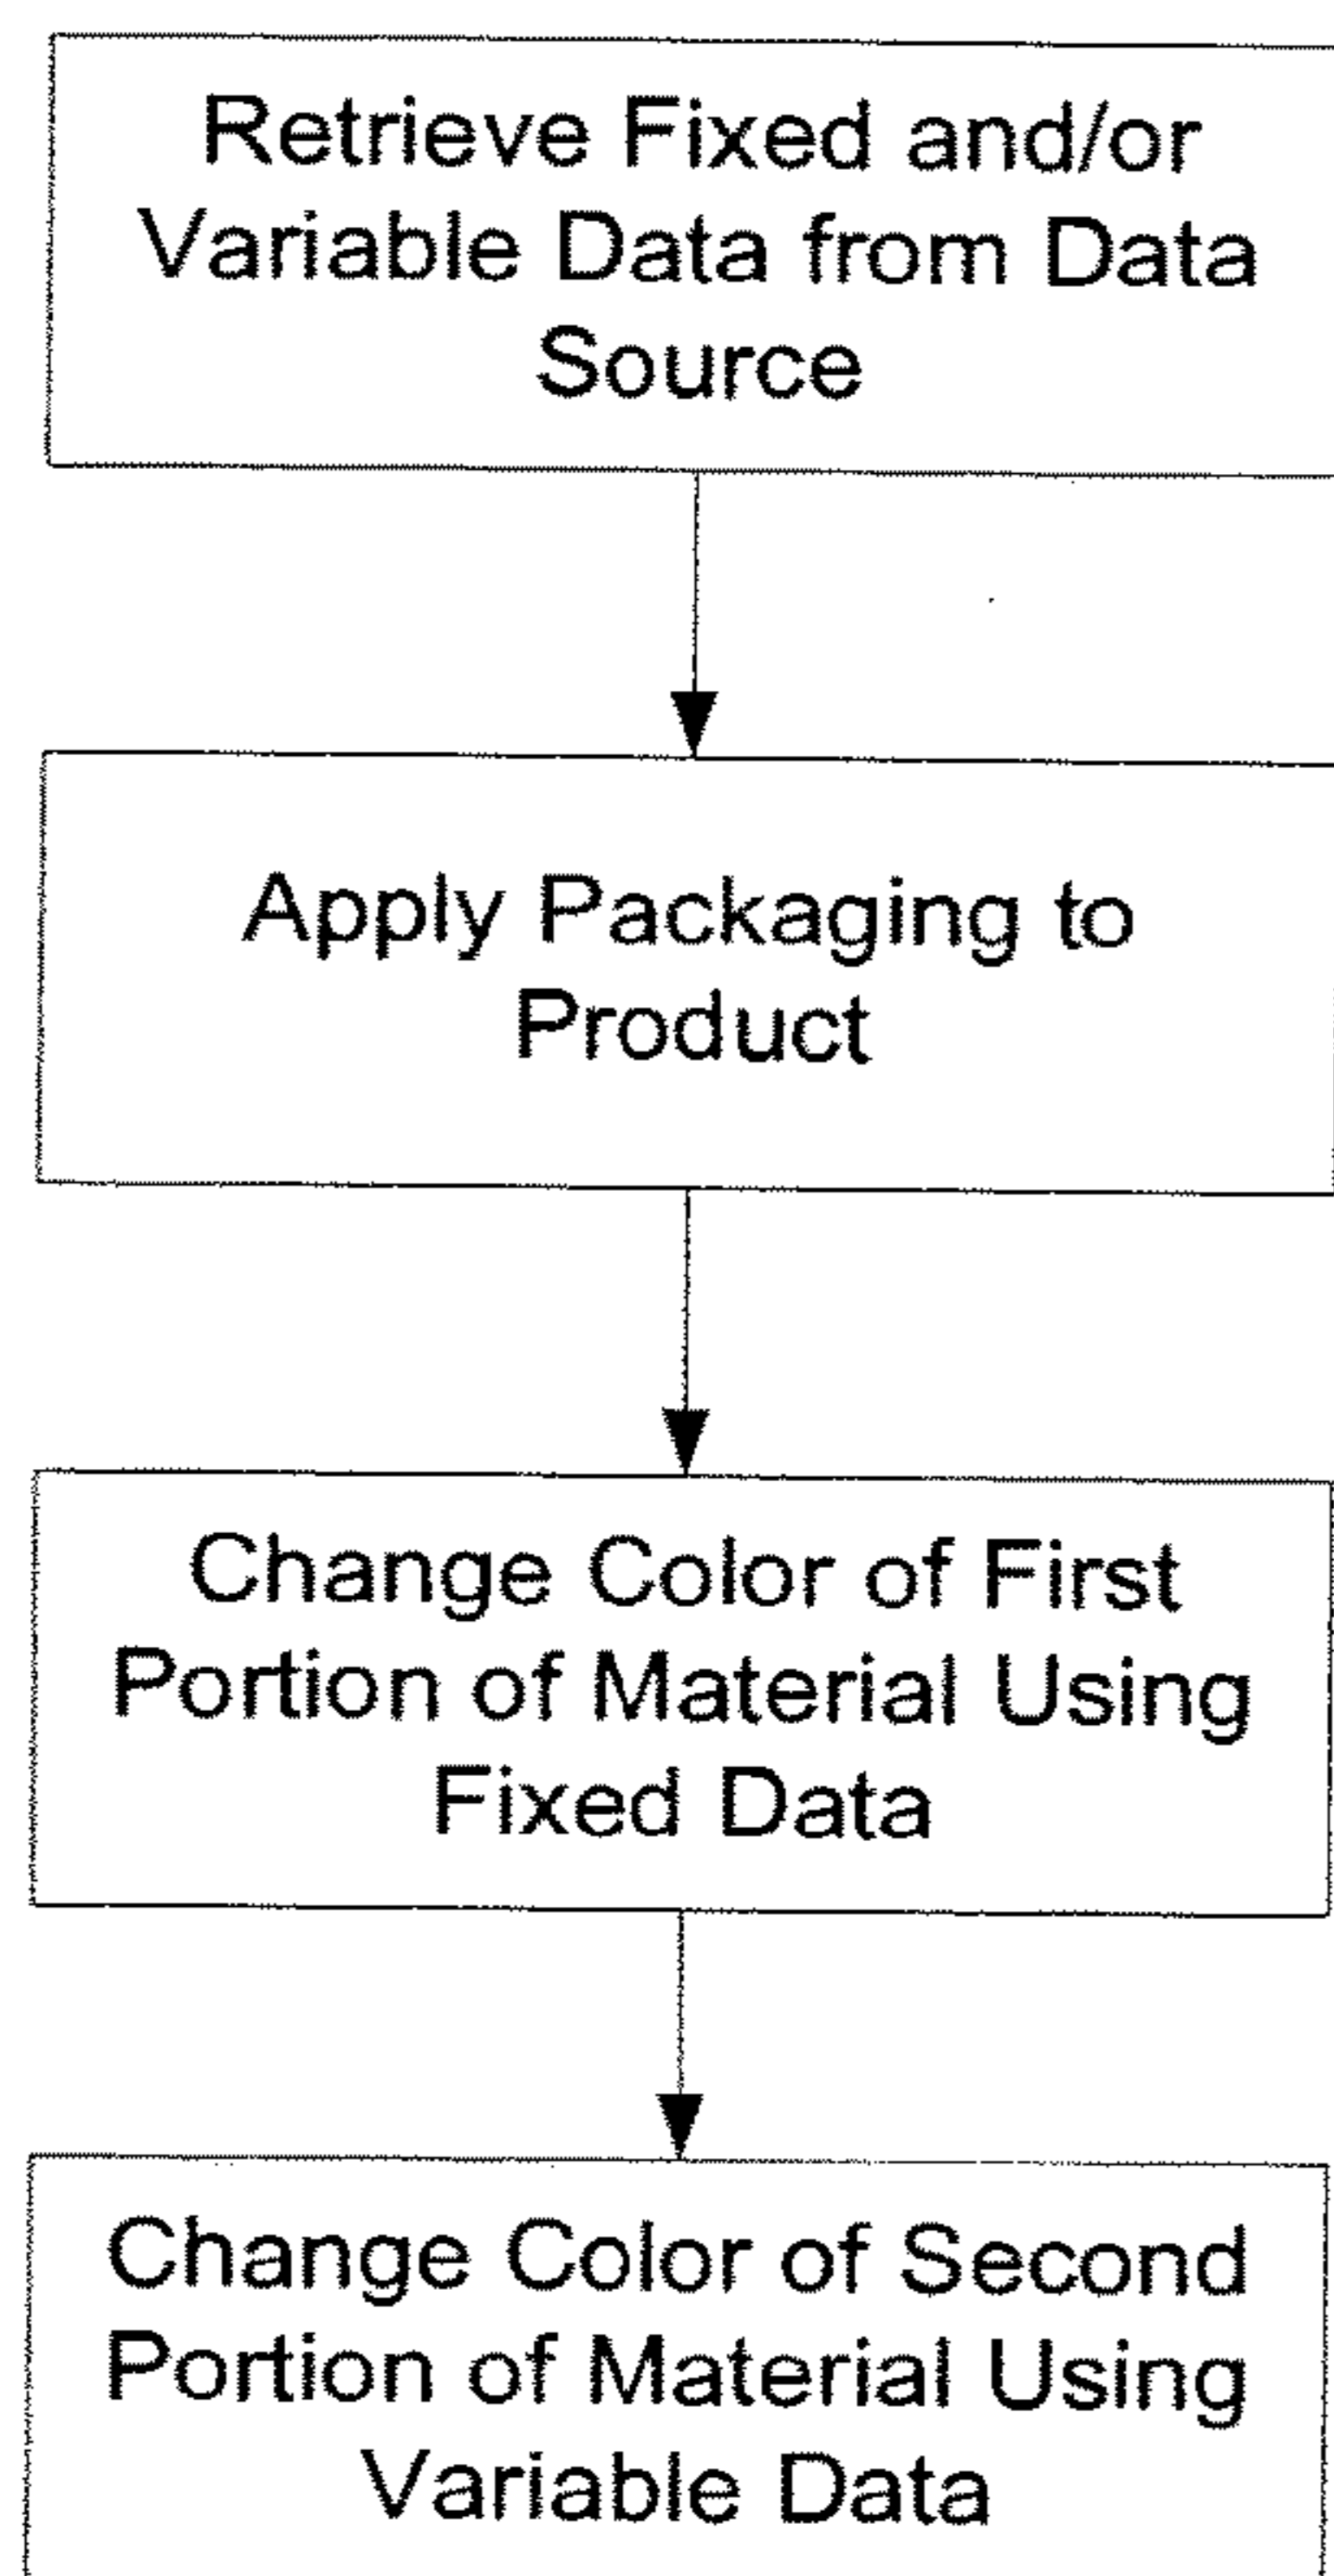 Retrieve Fixed and/or
Variable Data from Data
Source
Apply Packaging to
Product
Change Color of First
Portion of Material Using
Fixed Data
Change Color of Second
Portion of Material Using
Variable Data